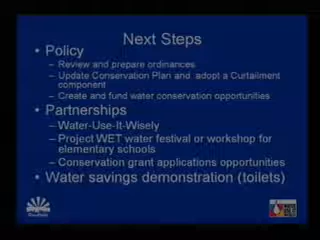 Next Steps
• Policy
– Review and prepare ordinances
– Update Conservation Plan and adopt a Curtailment
component
– Create and fund water conservation opportunities
• Partnerships
– Water-Use-It-Wisely
– Project WET water festival or workshop for
elementary schools
– Conservation grant applications opportunities
• Water savings demonstration (toilets)